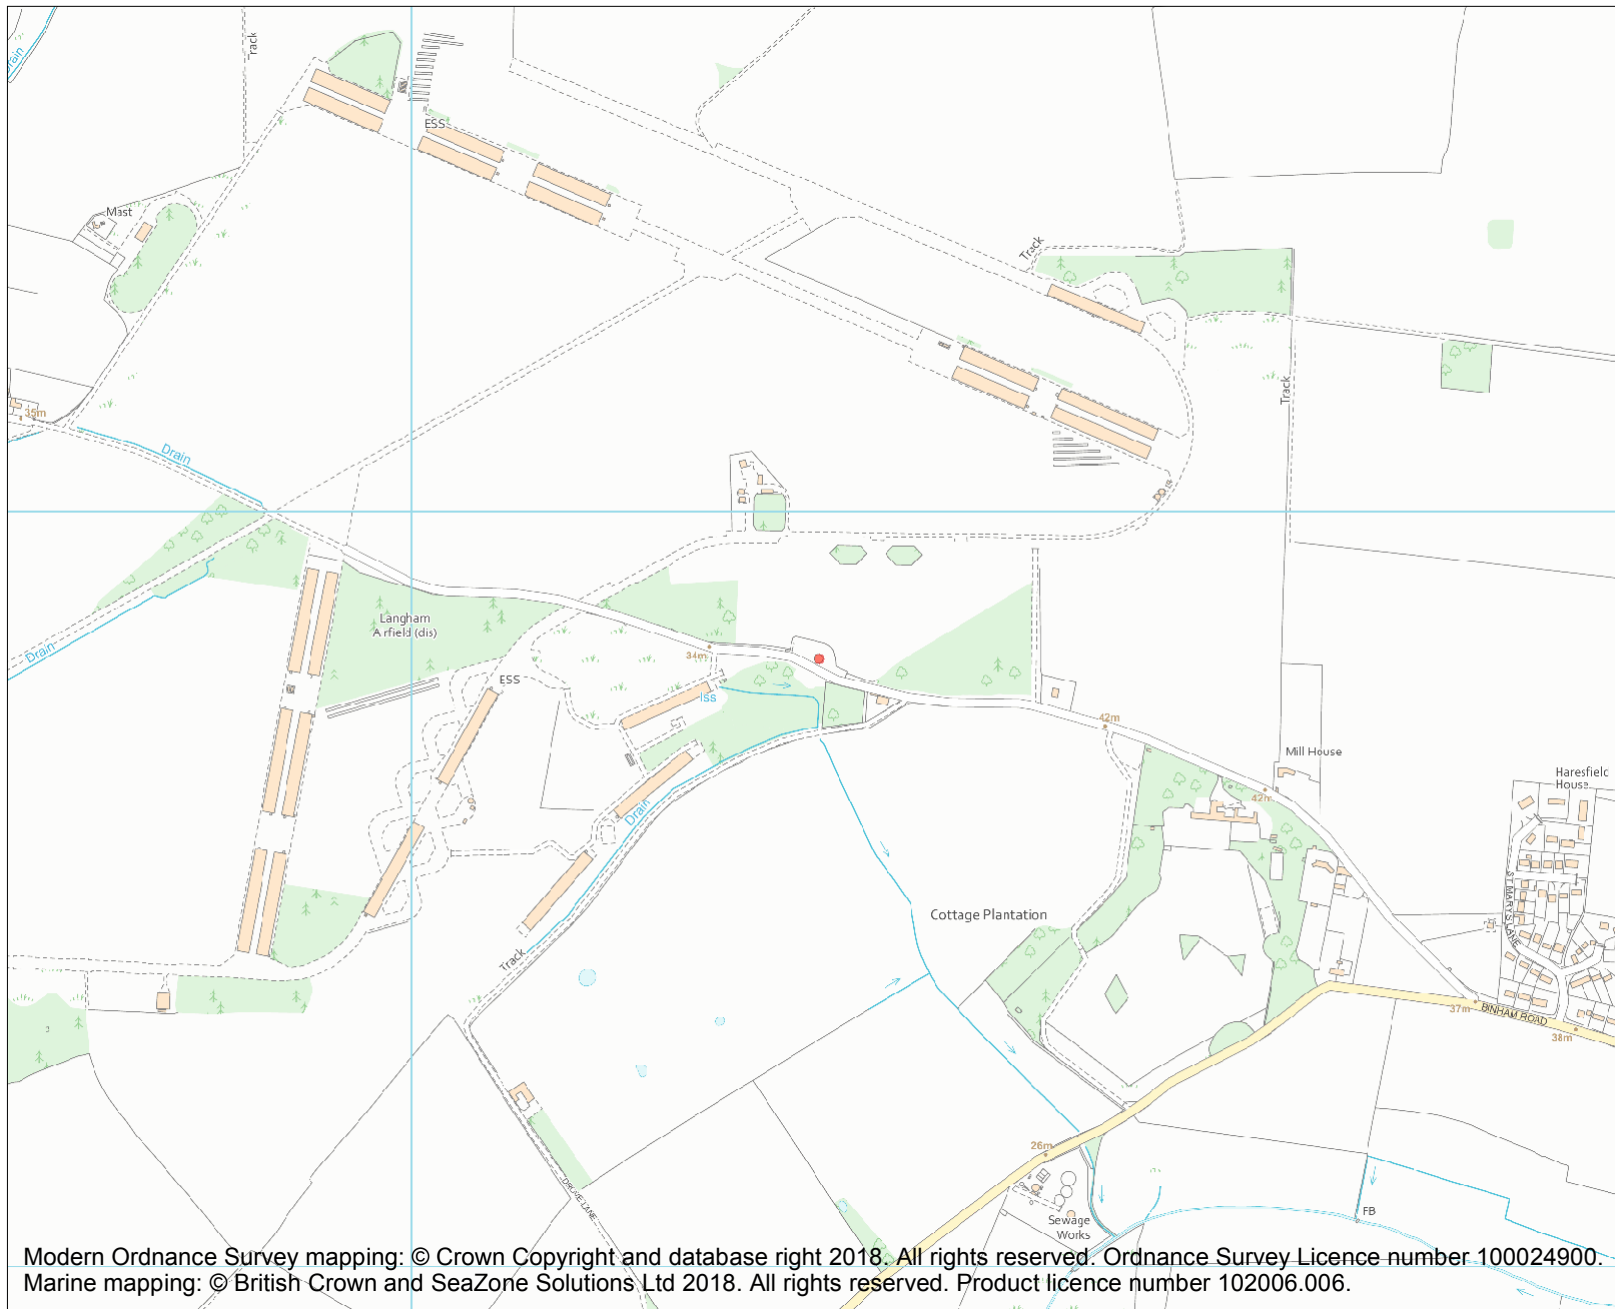 Drain
Track
ESS
Mast
Track
Track
35m
Drain
Langham
Airfield (dis)
Drain
34m
ESS
Iss
42m
Mill House
42m
Haresfield
House
Drain
ST MARYS LANE
Cottage Plantation
Track
37m
BINHAM ROAD
38m
26m
DROVE LANE
Sewage
Works
FB
Modern Ordnance Survey mapping: © Crown Copyright and database right 2018. All rights reserved. Ordnance Survey Licence number 100024900.
Marine mapping: © British Crown and SeaZone Solutions Ltd 2018. All rights reserved. Product licence number 102006.006.